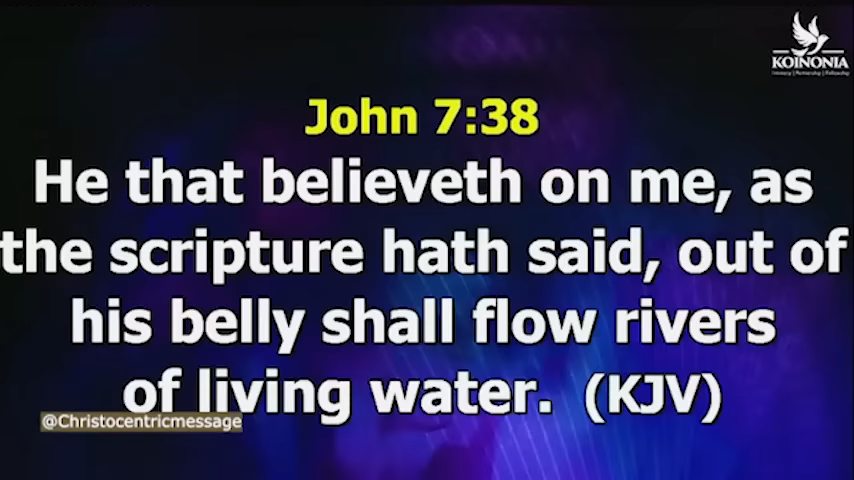 KOINONIA
John 7:38
He that believeth on me, as
the scripture hath said, out of
his belly shall flow rivers
of living water. (KJV)
@Christocentricmessage